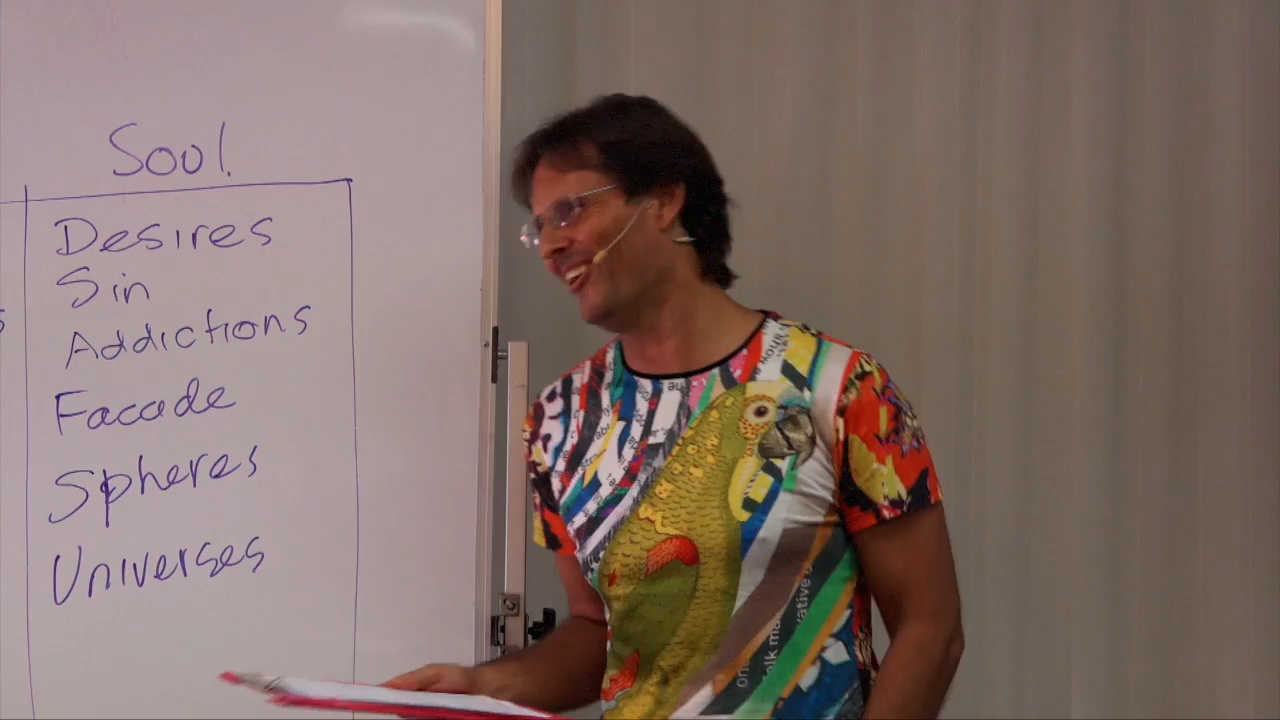 Soul
Desires
Sin
Addictions
Facade
Spheres
Universes